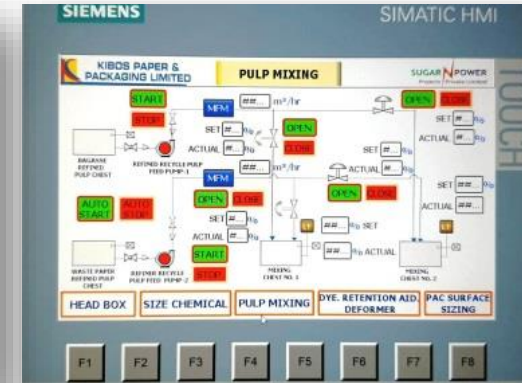 SIEMENS
SIMATIC HMI
TOUCH
KIBOS PAPER &
PACKAGING LIMITED
PULP MIXING
SUGAR N POWER
START
STOP
MFM
##... m³/hr
OPEN CLOSE
SET #... %
ACTUAL #... %
OPEN
CLOSE
SET #... %
ACTUAL #... %
BAGASSE
REFINED
PULP CHEST
REFINED RECYCLE PULP
FEED PUMP-1
MFM
##... m³/hr
AUTO
START
AUTO
STOP
OPEN CLOSE
SET #... %
ACTUAL #... %
OPEN CLOSE
SET ##... %
ACTUAL ##... %
START
STOP
LT
##... % SET
##... % ACTUAL
LT
WASTE PAPER
REFINED PULP
CHEST
REFINED RECYCLE
PULP FEED PUMP-2
MIXING
CHEST NO. 1
MIXING
CHEST NO. 2
HEAD BOX
SIZE CHEMICAL
PULP MIXING
DYE. RETENTION AID.
DEFORMER
PAC SURFACE
SIZING
F1
F2
F3
F4
F5
F6
F7
F8